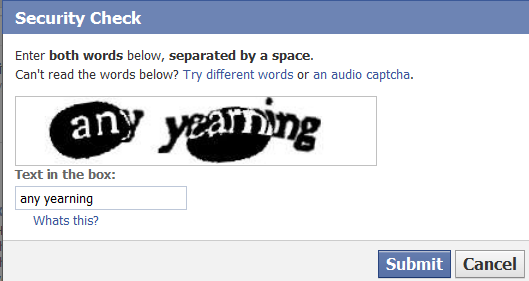 Security Check
Enter both words below, separated by a space.
Can't read the words below? Try different words or an audio captcha.
any yearning
Text in the box:
any yearning
Whats this?
Submit Cancel